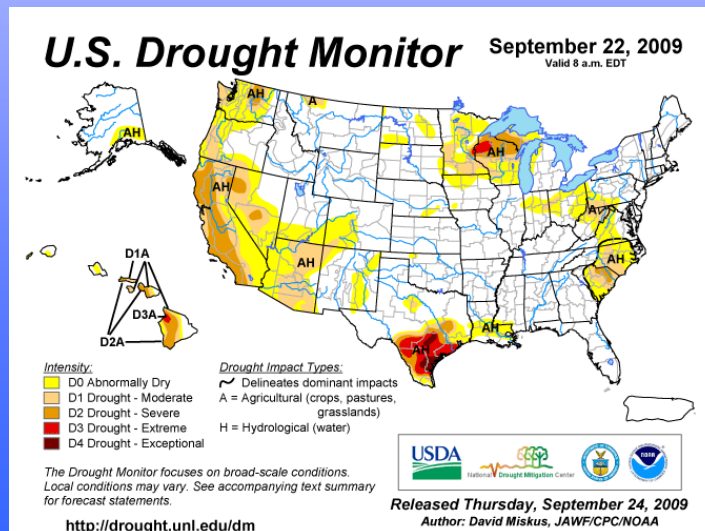 U.S. Drought Monitor
September 22, 2009
Valid 8 a.m. EDT
AH
A
AH
AH
AH
AH
A
AH
AH
AH
AH
D1A
D3A
D2A
Intensity:
D0 Abnormally Dry
D1 Drought - Moderate
D2 Drought - Severe
D3 Drought - Extreme
D4 Drought - Exceptional
Drought Impact Types:
Delineates dominant impacts
A = Agricultural (crops, pastures,
grasslands)
H = Hydrological (water)
USDA
National Drought Mitigation Center
NOAA
The Drought Monitor focuses on broad-scale conditions.
Local conditions may vary. See accompanying text summary
for forecast statements.
Released Thursday, September 24, 2009
Author: David Miskus, JAWF/CPC/NOAA
http://drought.unl.edu/dm